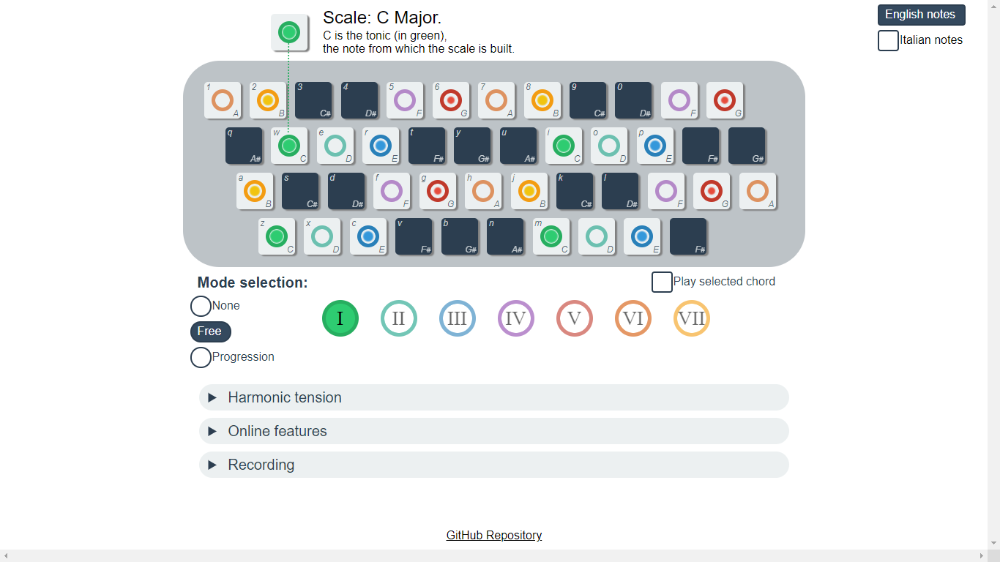 Scale: C Major.
C is the tonic (in green),
the note from which the scale is built.
English notes
Italian notes
1 A 2 B 3 C# 4 D# 5 F 6 G 7 A 8 B 9 C# 0 D# F G
q A# w C e D r E t F# y G# u A# i C o D p E F# G#
a B s C# d D# f F g G h A j B k C# l D# F G A
z C x D c E v F# b G# n A# m C D E F#
Mode selection:
Play selected chord
None
Free
Progression
I II III IV V VI VII
▶ Harmonic tension
▶ Online features
▶ Recording
GitHub Repository